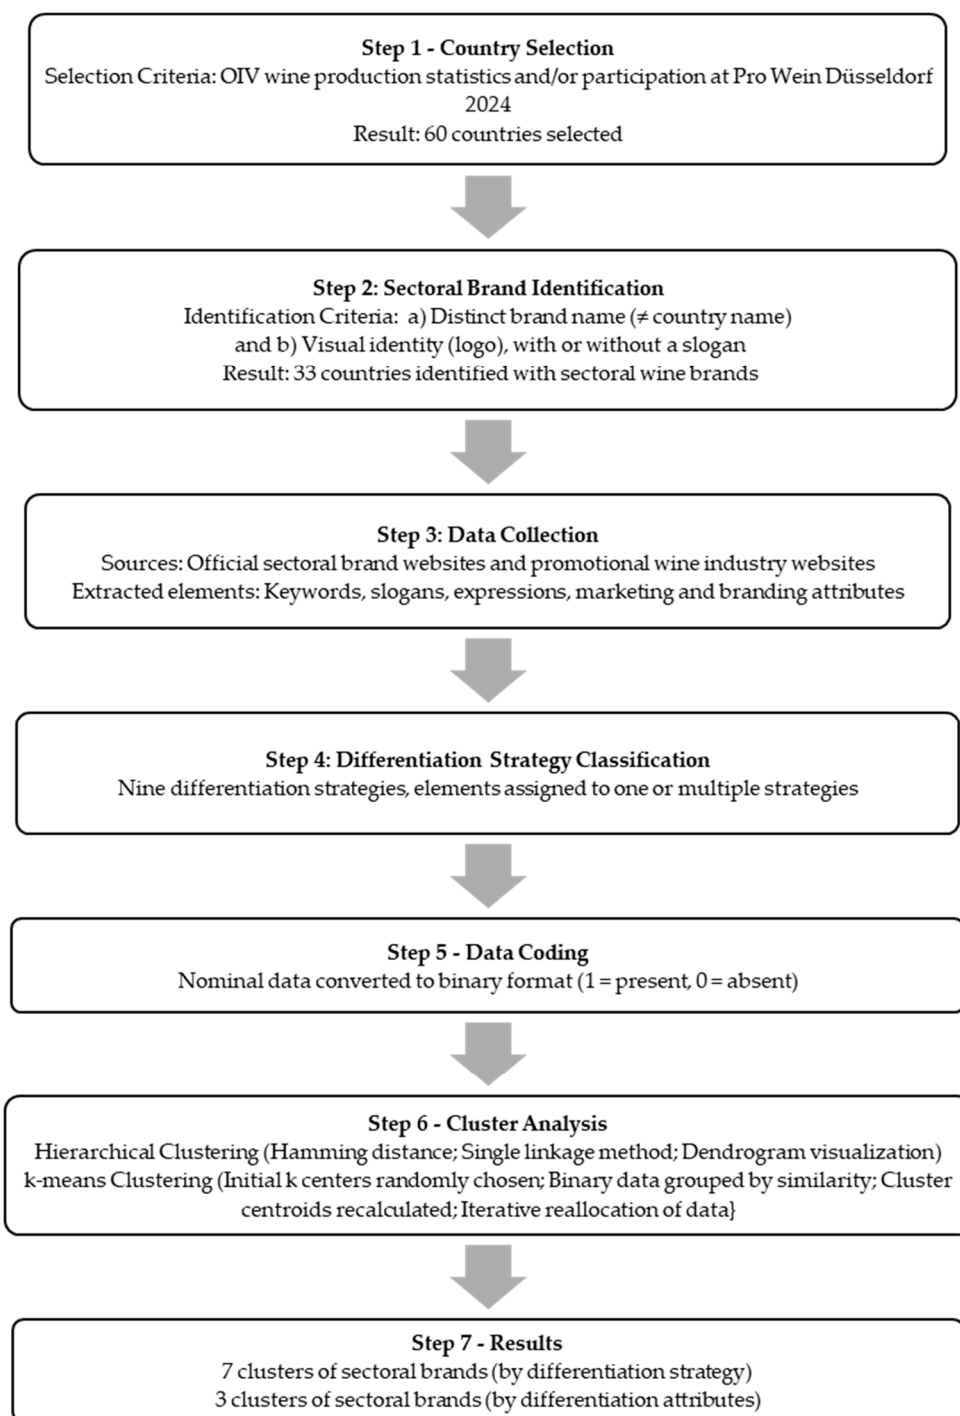 Step 1 - Country Selection
Selection Criteria: OIV wine production statistics and/or participation at Pro Wein Düsseldorf
2024
Result: 60 countries selected
Step 2: Sectoral Brand Identification
Identification Criteria: a) Distinct brand name (≠ country name)
and b) Visual identity (logo), with or without a slogan
Result: 33 countries identified with sectoral wine brands
Step 3: Data Collection
Sources: Official sectoral brand websites and promotional wine industry websites
Extracted elements: Keywords, slogans, expressions, marketing and branding attributes
Step 4: Differentiation Strategy Classification
Nine differentiation strategies, elements assigned to one or multiple strategies
Step 5 - Data Coding
Nominal data converted to binary format (1 = present, 0 = absent)
Step 6 - Cluster Analysis
Hierarchical Clustering (Hamming distance; Single linkage method; Dendrogram visualization)
k-means Clustering (Initial k centers randomly chosen; Binary data grouped by similarity; Cluster
centroids recalculated; Iterative reallocation of data}
Step 7 - Results
7 clusters of sectoral brands (by differentiation strategy)
3 clusters of sectoral brands (by differentiation attributes)